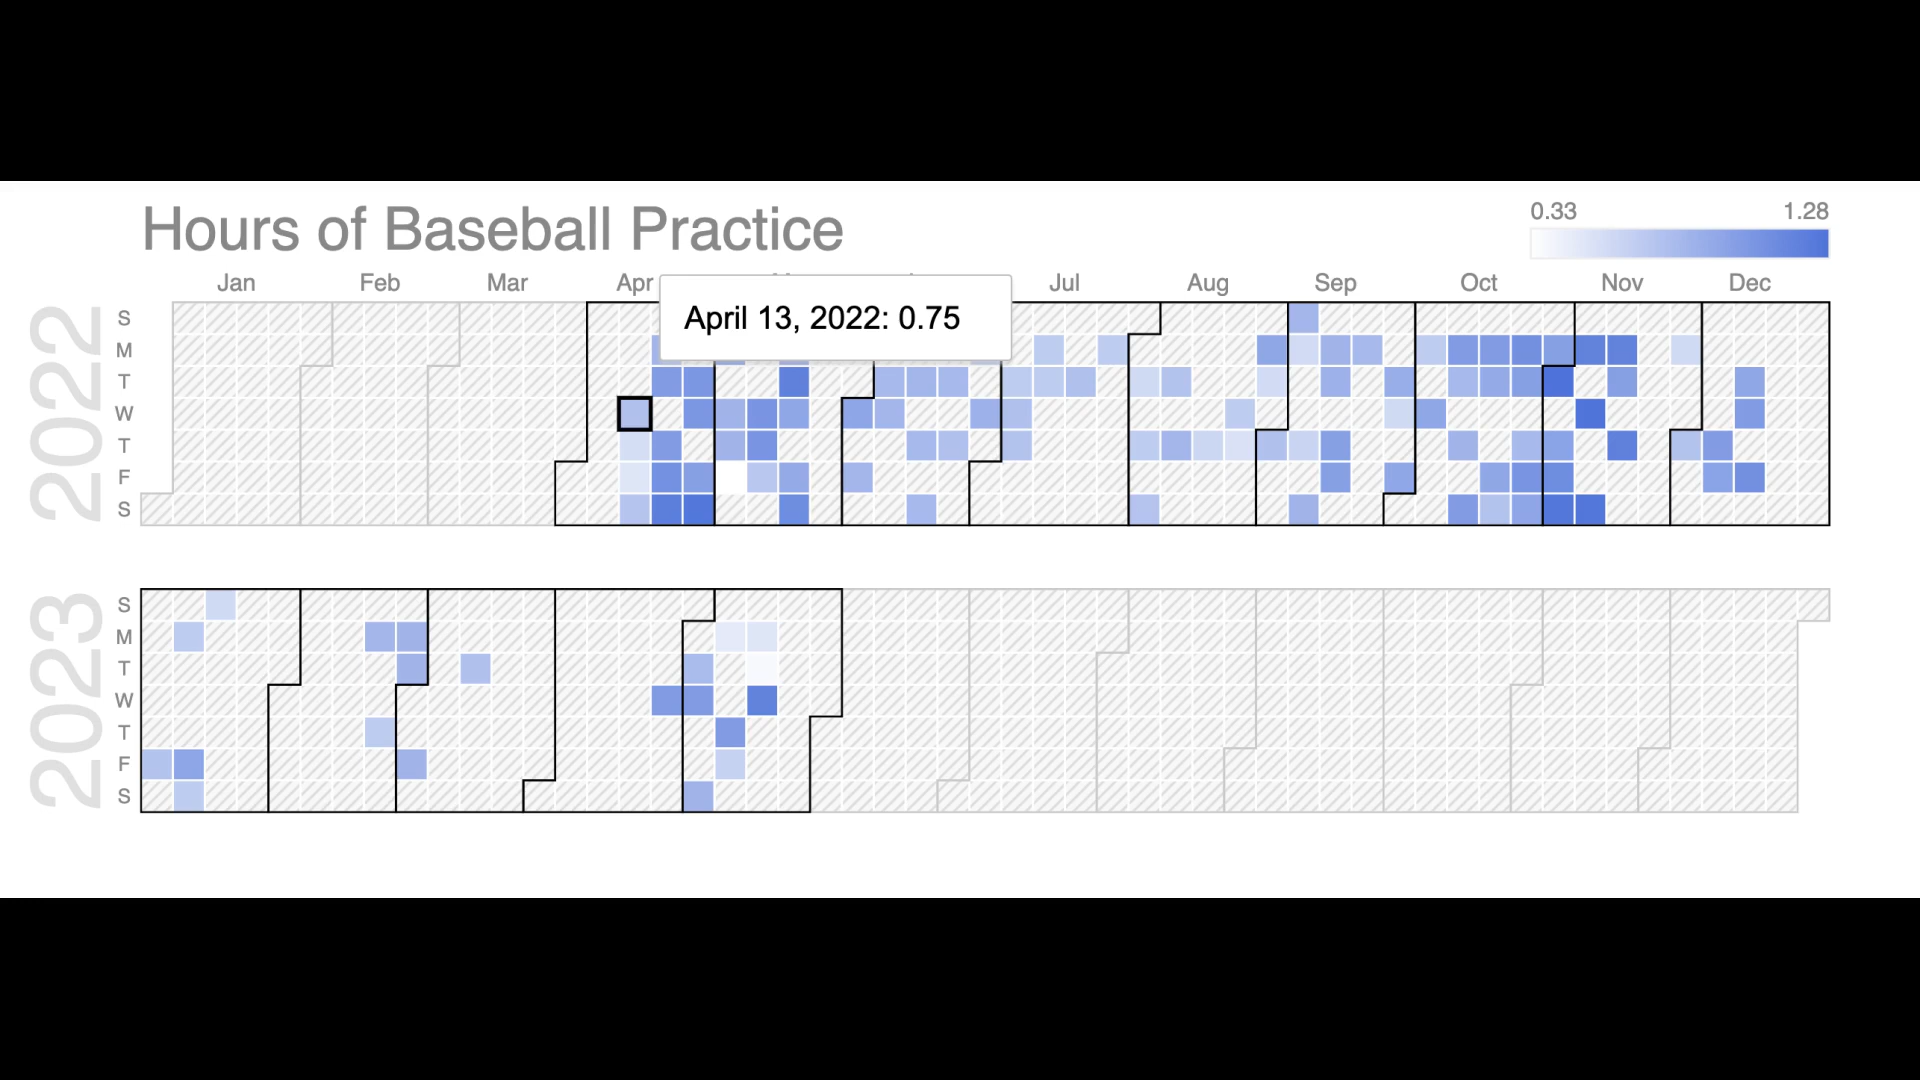 Hours of Baseball Practice
0.33 1.28
Jan Feb Mar Apr Jul Aug Sep Oct Nov Dec
April 13, 2022: 0.75
2022
S
M
T
W
T
F
S
2023
S
M
T
W
T
F
S